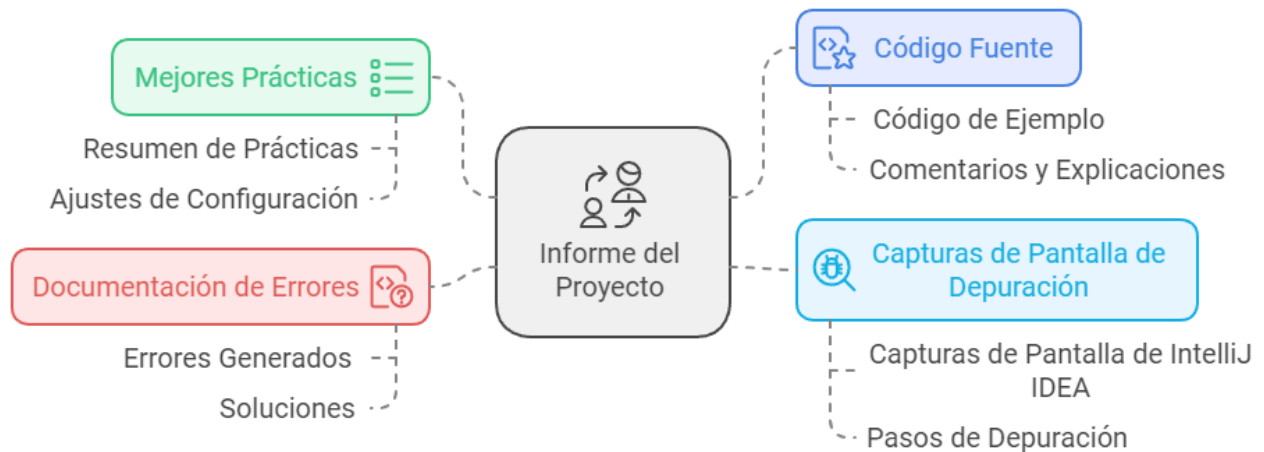 Mejores Prácticas
Resumen de Prácticas
Ajustes de Configuración
Documentación de Errores
Errores Generados
Soluciones
Informe del
Proyecto
Código Fuente
Código de Ejemplo
Comentarios y Explicaciones
Capturas de Pantalla de
Depuración
Capturas de Pantalla de IntelliJ
IDEA
Pasos de Depuración